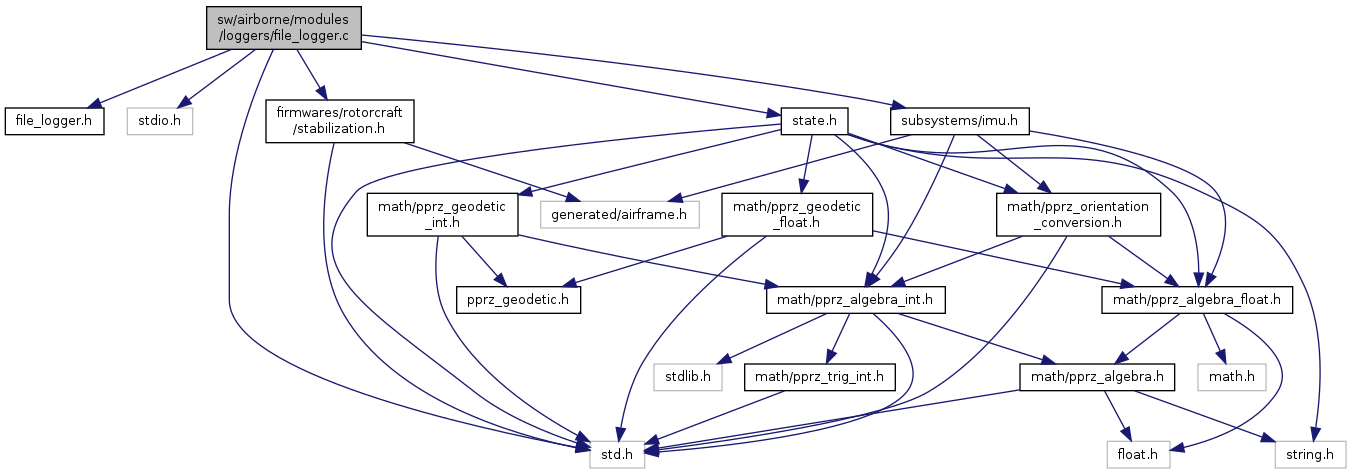 sw/airborne/modules
/loggers/file_logger.c
file_logger.h
stdio.h
firmwares/rotorcraft
/stabilization.h
state.h
subsystems/imu.h
math/pprz_geodetic
_int.h
generated/airframe.h
math/pprz_geodetic
_float.h
math/pprz_orientation
_conversion.h
pprz_geodetic.h
math/pprz_algebra_int.h
math/pprz_algebra_float.h
stdlib.h
math/pprz_trig_int.h
math/pprz_algebra.h
math.h
std.h
float.h
string.h